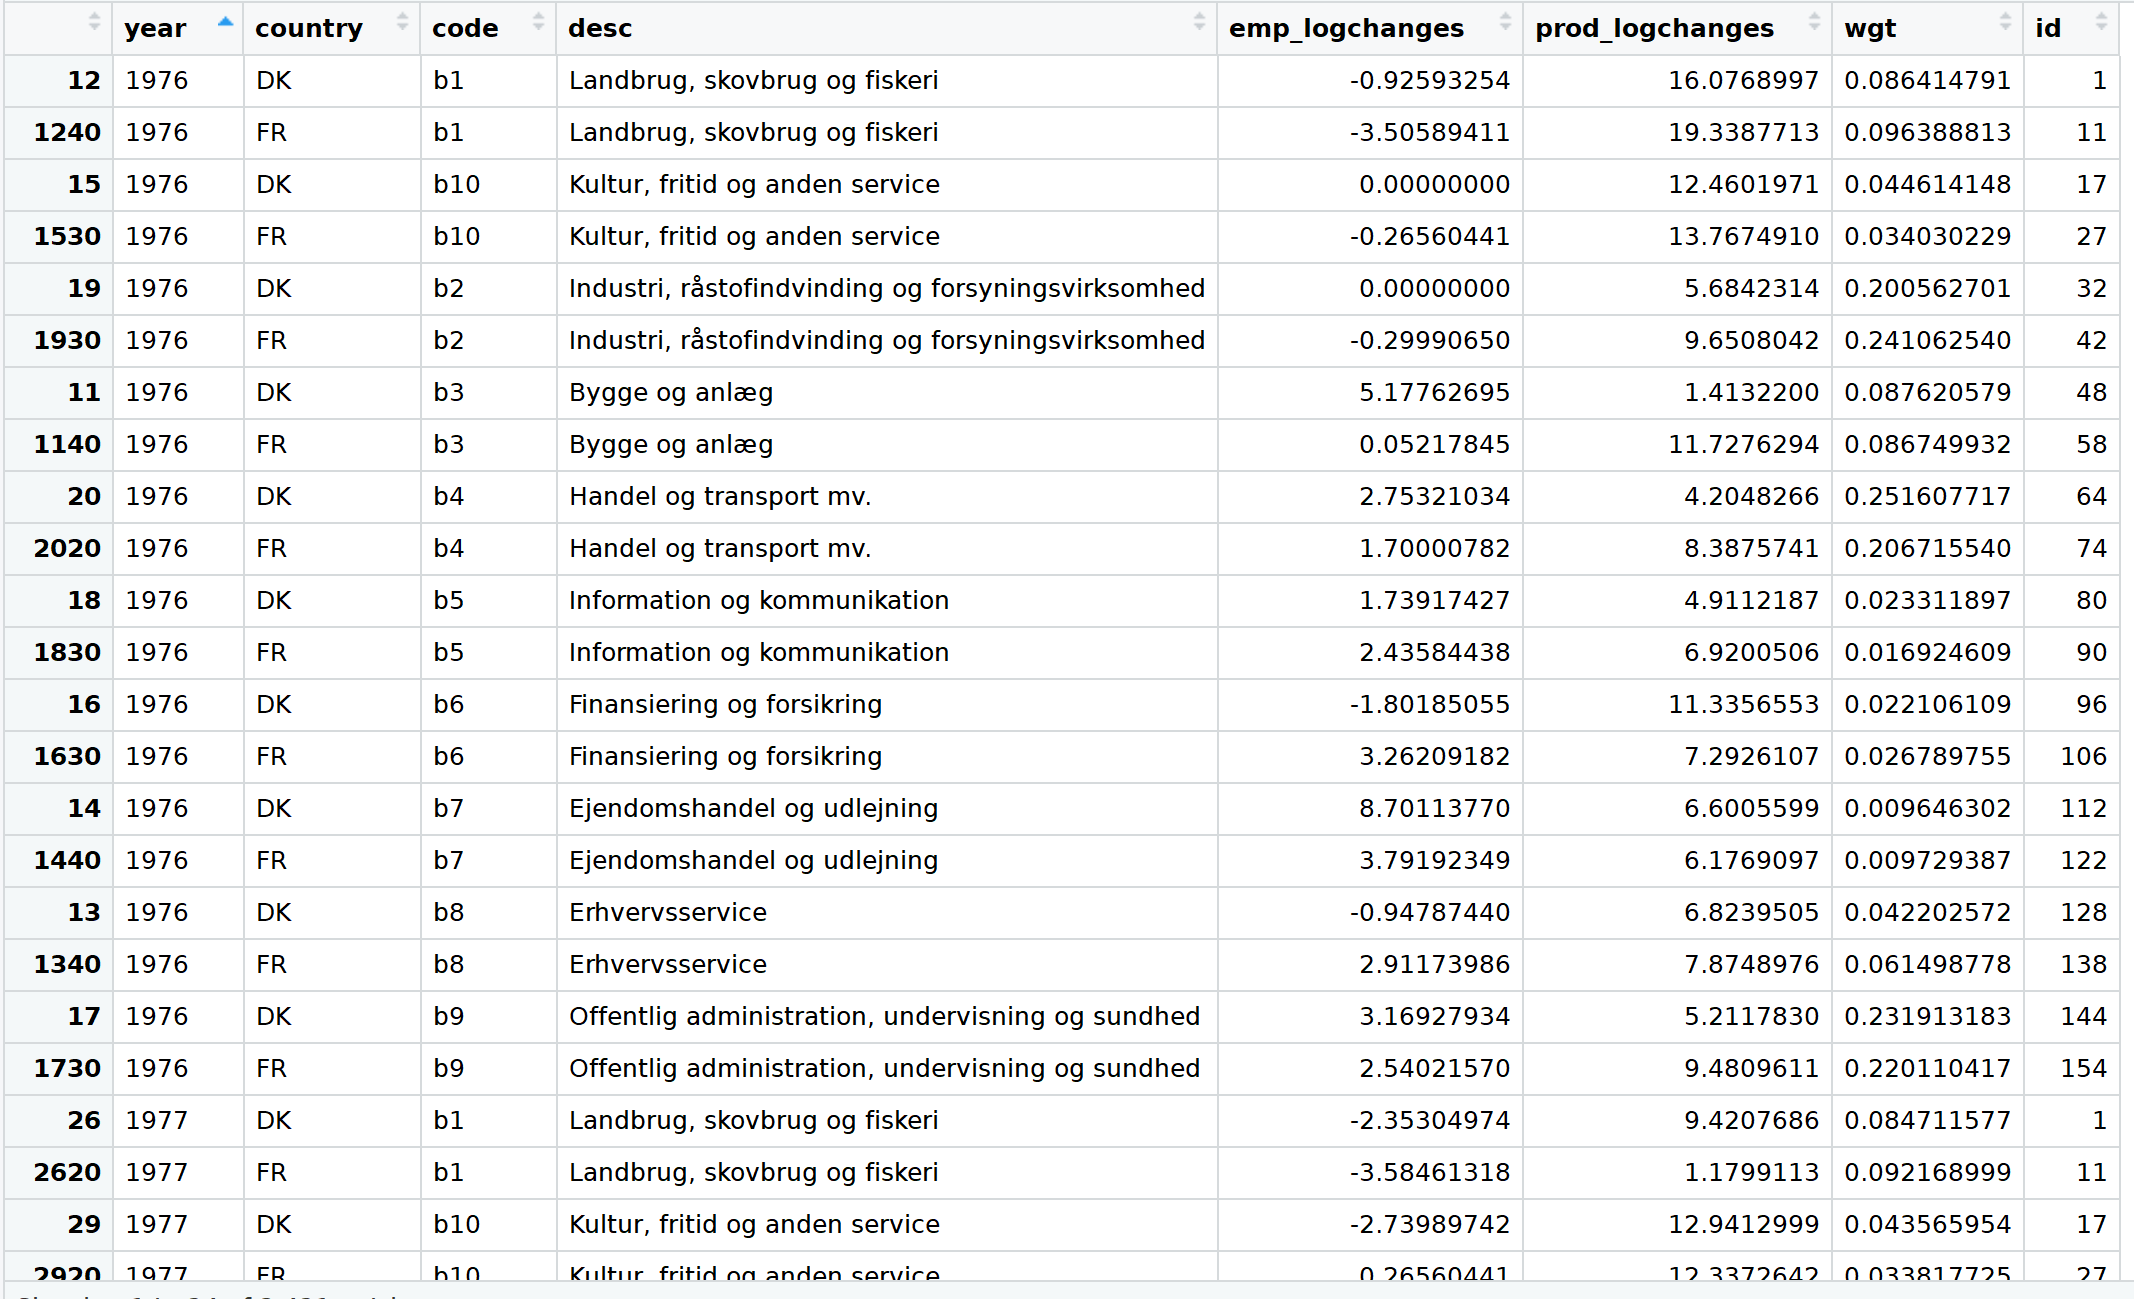 year country code desc emp_logchanges prod_logchanges wgt id
12 1976 DK b1 Landbrug, skovbrug og fiskeri -0.92593254 16.0768997 0.086414791 1
1240 1976 FR b1 Landbrug, skovbrug og fiskeri -3.50589411 19.3387713 0.096388813 11
15 1976 DK b10 Kultur, fritid og anden service 0.00000000 12.4601971 0.044614148 17
1530 1976 FR b10 Kultur, fritid og anden service -0.26560441 13.7674910 0.034030229 27
19 1976 DK b2 Industri, råstofindvinding og forsyningsvirksomhed 0.00000000 5.6842314 0.200562701 32
1930 1976 FR b2 Industri, råstofindvinding og forsyningsvirksomhed -0.29990650 9.6508042 0.241062540 42
11 1976 DK b3 Bygge og anlæg 5.17762695 1.4132200 0.087620579 48
1140 1976 FR b3 Bygge og anlæg 0.05217845 11.7276294 0.086749932 58
20 1976 DK b4 Handel og transport mv. 2.75321034 4.2048266 0.251607717 64
2020 1976 FR b4 Handel og transport mv. 1.70000782 8.3875741 0.206715540 74
18 1976 DK b5 Information og kommunikation 1.73917427 4.9112187 0.023311897 80
1830 1976 FR b5 Information og kommunikation 2.43584438 6.9200506 0.016924609 90
16 1976 DK b6 Finansiering og forsikring -1.80185055 11.3356553 0.022106109 96
1630 1976 FR b6 Finansiering og forsikring 3.26209182 7.2926107 0.026789755 106
14 1976 DK b7 Ejendomshandel og udlejning 8.70113770 6.6005599 0.009646302 112
1440 1976 FR b7 Ejendomshandel og udlejning 3.79192349 6.1769097 0.009729387 122
13 1976 DK b8 Erhvervsservice -0.94787440 6.8239505 0.042202572 128
1340 1976 FR b8 Erhvervsservice 2.91173986 7.8748976 0.061498778 138
17 1976 DK b9 Offentlig administration, undervisning og sundhed 3.16927934 5.2117830 0.231913183 144
1730 1976 FR b9 Offentlig administration, undervisning og sundhed 2.54021570 9.4809611 0.220110417 154
26 1977 DK b1 Landbrug, skovbrug og fiskeri -2.35304974 9.4207686 0.084711577 1
2620 1977 FR b1 Landbrug, skovbrug og fiskeri -3.58461318 1.1799113 0.092168999 11
29 1977 DK b10 Kultur, fritid og anden service -2.73989742 12.9412999 0.043565954 17
2920 1977 FR b10 Kultur, fritid og anden service 0.26560441 12.3372642 0.033817725 27